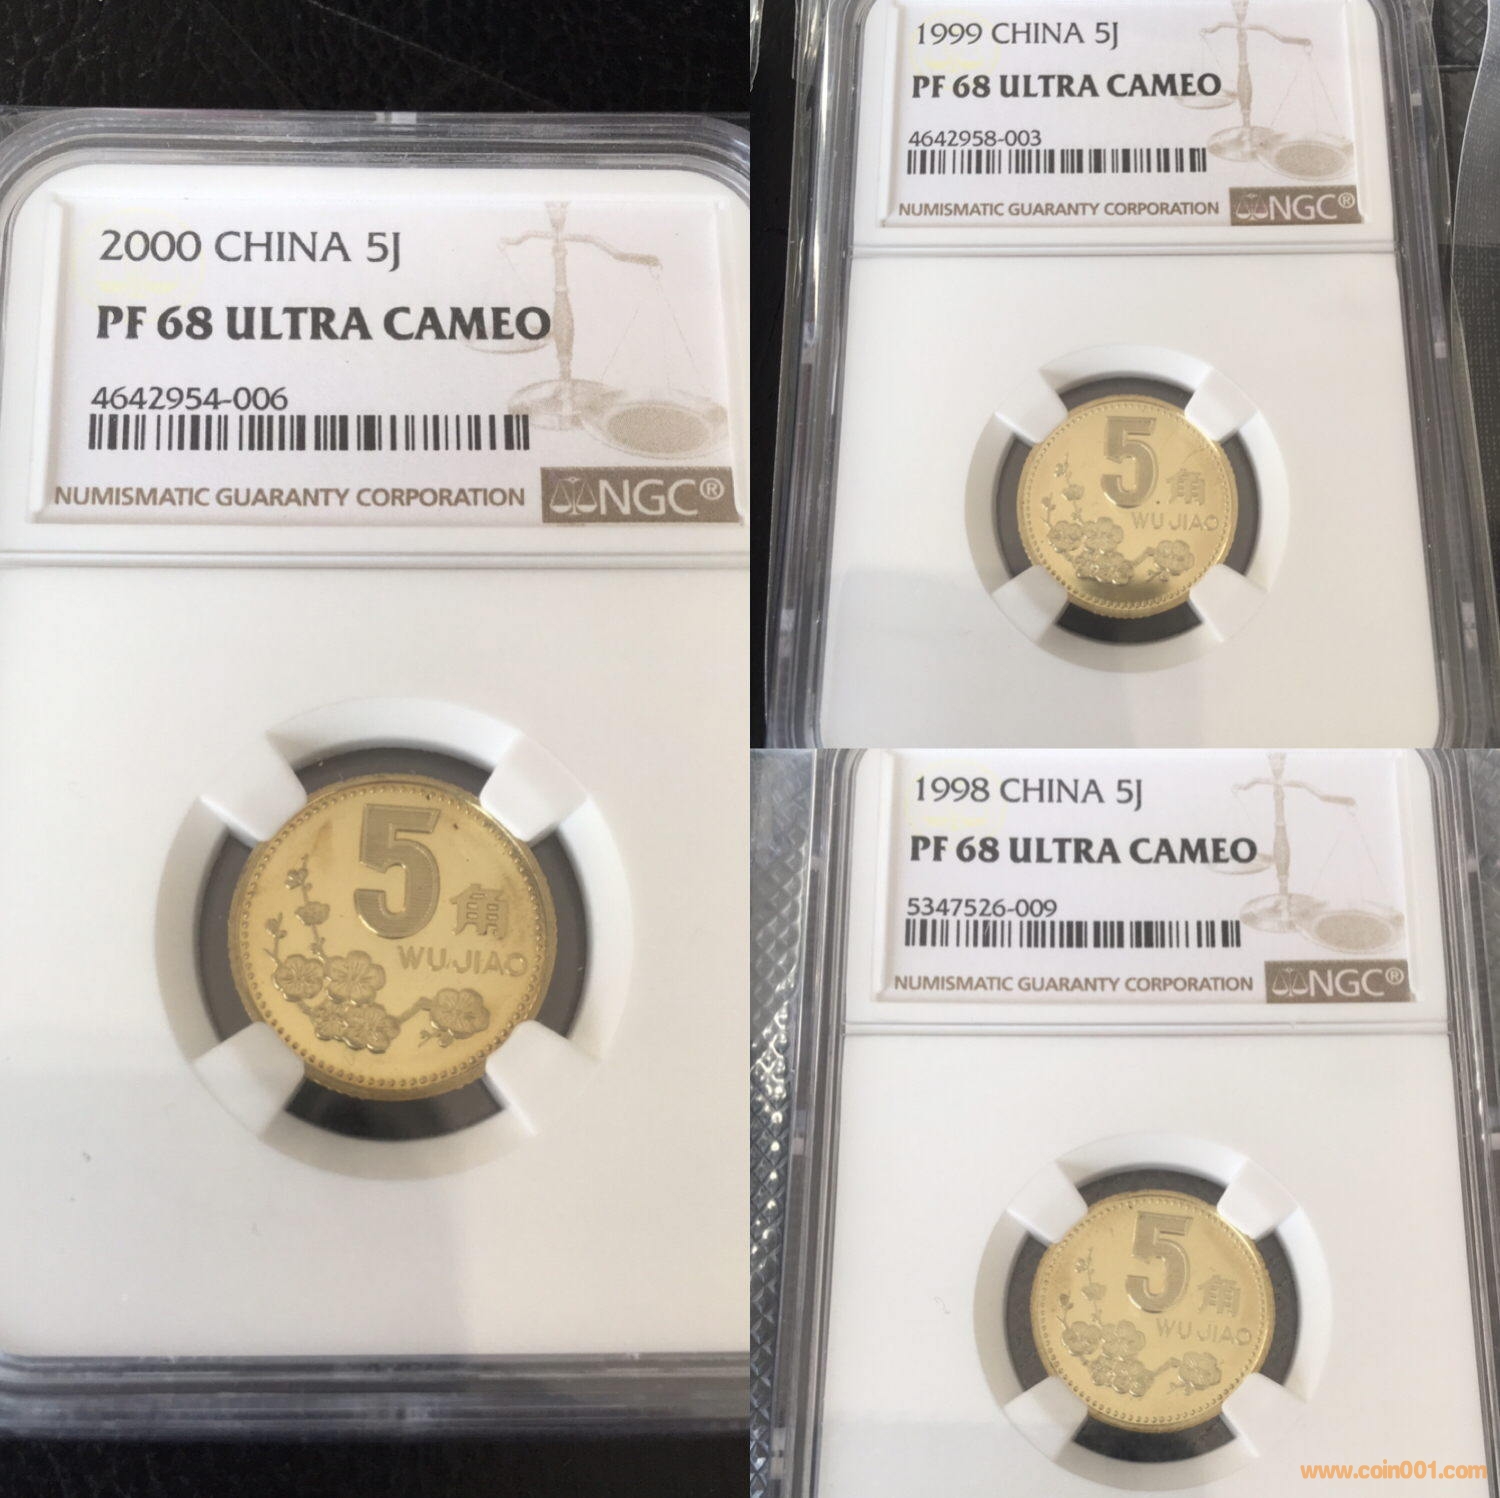 2000 CHINA 5J
PF 68 ULTRA CAMEO
4642954-006
NUMISMATIC GUARANTY CORPORATION NGC®
5
角
WU JIAO
1999 CHINA 5J
PF 68 ULTRA CAMEO
4642958-003
NUMISMATIC GUARANTY CORPORATION NGC®
5
角
WU JIAO
1998 CHINA 5J
PF 68 ULTRA CAMEO
5347526-009
NUMISMATIC GUARANTY CORPORATION NGC®
5
角
WU JIAO
www.coin001.com